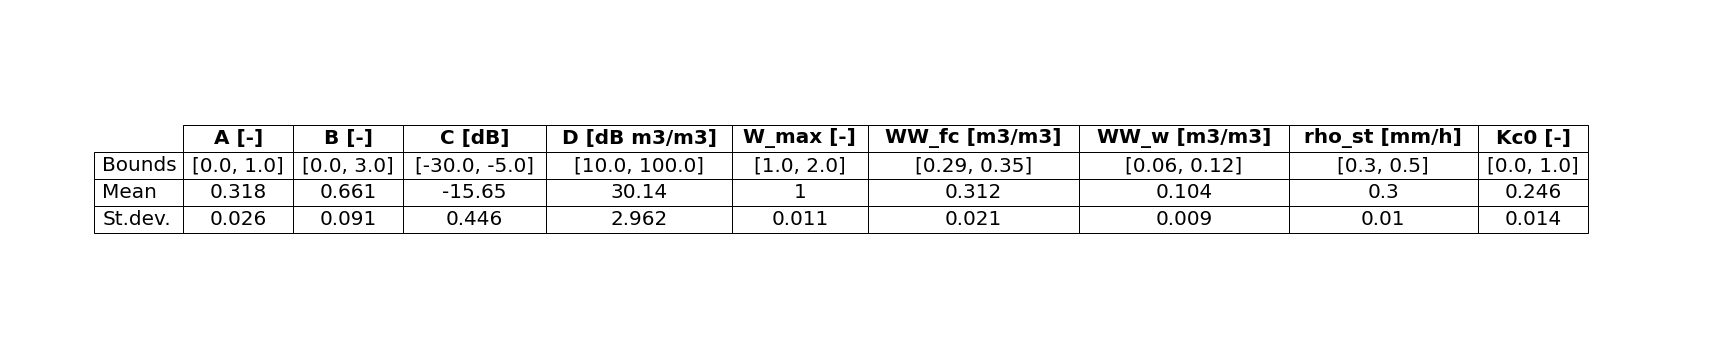 A [-] B [-] C [dB] D [dB m3/m3] W_max [-] WW_fc [m3/m3] WW_w [m3/m3] rho_st [mm/h] Kc0 [-]
Bounds [0.0, 1.0] [0.0, 3.0] [-30.0, -5.0] [10.0, 100.0] [1.0, 2.0] [0.29, 0.35] [0.06, 0.12] [0.3, 0.5] [0.0, 1.0]
Mean 0.318 0.661 -15.65 30.14 1 0.312 0.104 0.3 0.246
St.dev. 0.026 0.091 0.446 2.962 0.011 0.021 0.009 0.01 0.014